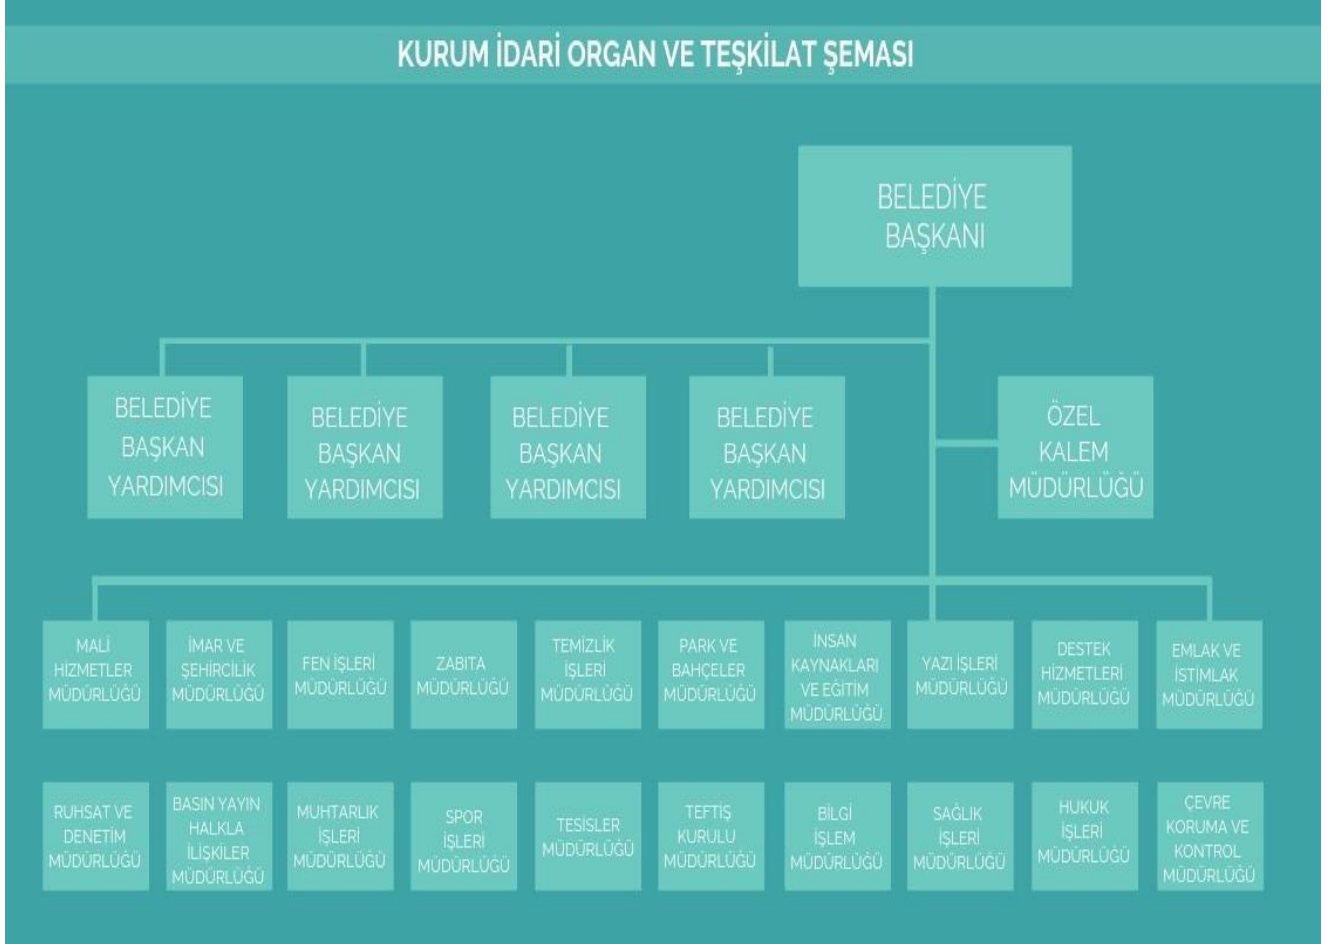 KURUM İDARİ ORGAN VE TEŞKİLAT ŞEMASI
BELEDİYE
BAŞKANI
BELEDİYE
BAŞKAN
YARDIMCISI
BELEDİYE
BAŞKAN
YARDIMCISI
BELEDİYE
BAŞKAN
YARDIMCISI
BELEDİYE
BAŞKAN
YARDIMCISI
ÖZEL
KALEM
MÜDÜRLÜĞÜ
MALİ
HİZMETLER
MÜDÜRLÜĞÜ
İMAR VE
ŞEHİRCİLİK
MÜDÜRLÜĞÜ
FEN İŞLERİ
MÜDÜRLÜĞÜ
ZABITA
MÜDÜRLÜĞÜ
TEMİZLİK
İŞLERİ
MÜDÜRLÜĞÜ
PARK VE
BAHÇELER
MÜDÜRLÜĞÜ
İNSAN
KAYNAKLARI
VE EĞİTİM
MÜDÜRLÜĞÜ
YAZI İŞLERİ
MÜDÜRLÜĞÜ
DESTEK
HİZMETLERİ
MÜDÜRLÜĞÜ
EMLAK VE
İSTİMLAK
MÜDÜRLÜĞÜ
RUHSAT VE
DENETİM
MÜDÜRLÜĞÜ
BASIN YAYIN
HALKLA
İLİŞKİLER
MÜDÜRLÜĞÜ
MUHTARLIK
İŞLERİ
MÜDÜRLÜĞÜ
SPOR
İŞLERİ
MÜDÜRLÜĞÜ
TESİSLER
MÜDÜRLÜĞÜ
TEFTİŞ
KURULU
MÜDÜRLÜĞÜ
BİLGİ
İŞLEM
MÜDÜRLÜĞÜ
SAĞLIK
İŞLERİ
MÜDÜRLÜĞÜ
HUKUK
İŞLERİ
MÜDÜRLÜĞÜ
ÇEVRE
KORUMA VE
KONTROL
MÜDÜRLÜĞÜ